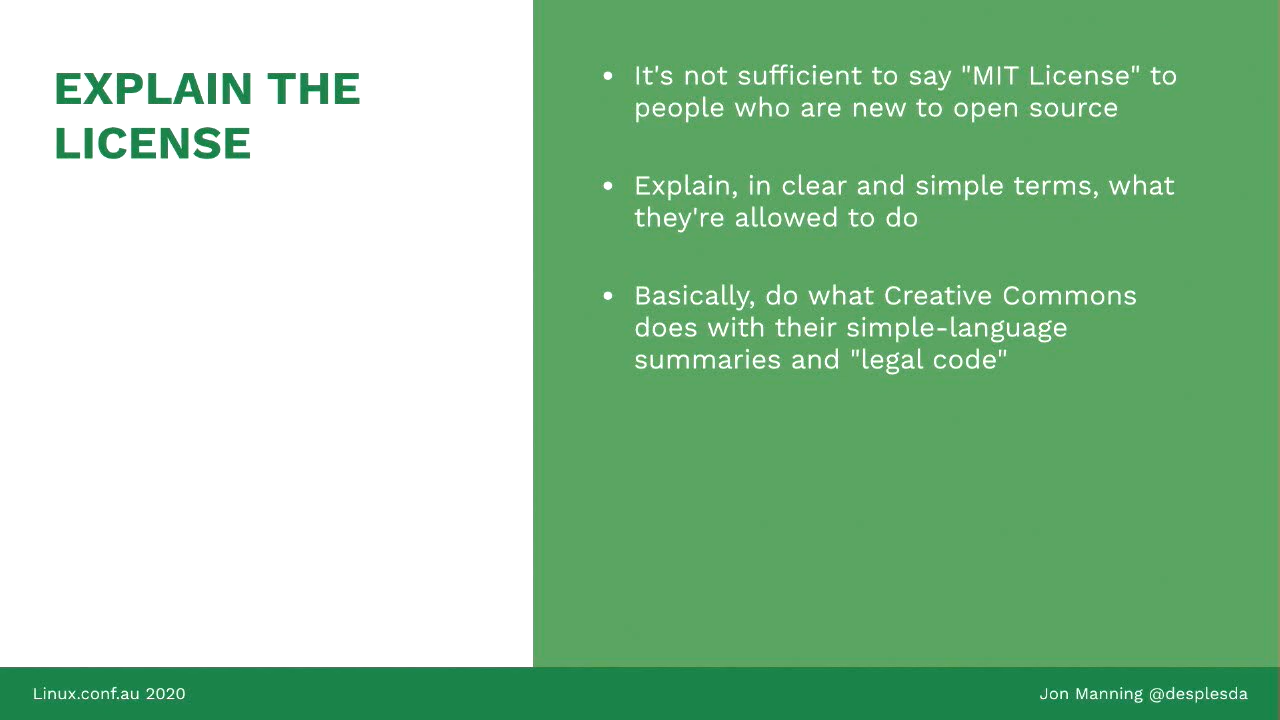 EXPLAIN THE
LICENSE
• It's not sufficient to say "MIT License" to
people who are new to open source
• Explain, in clear and simple terms, what
they're allowed to do
• Basically, do what Creative Commons
does with their simple-language
summaries and "legal code"
Linux.conf.au 2020
Jon Manning @desplesda